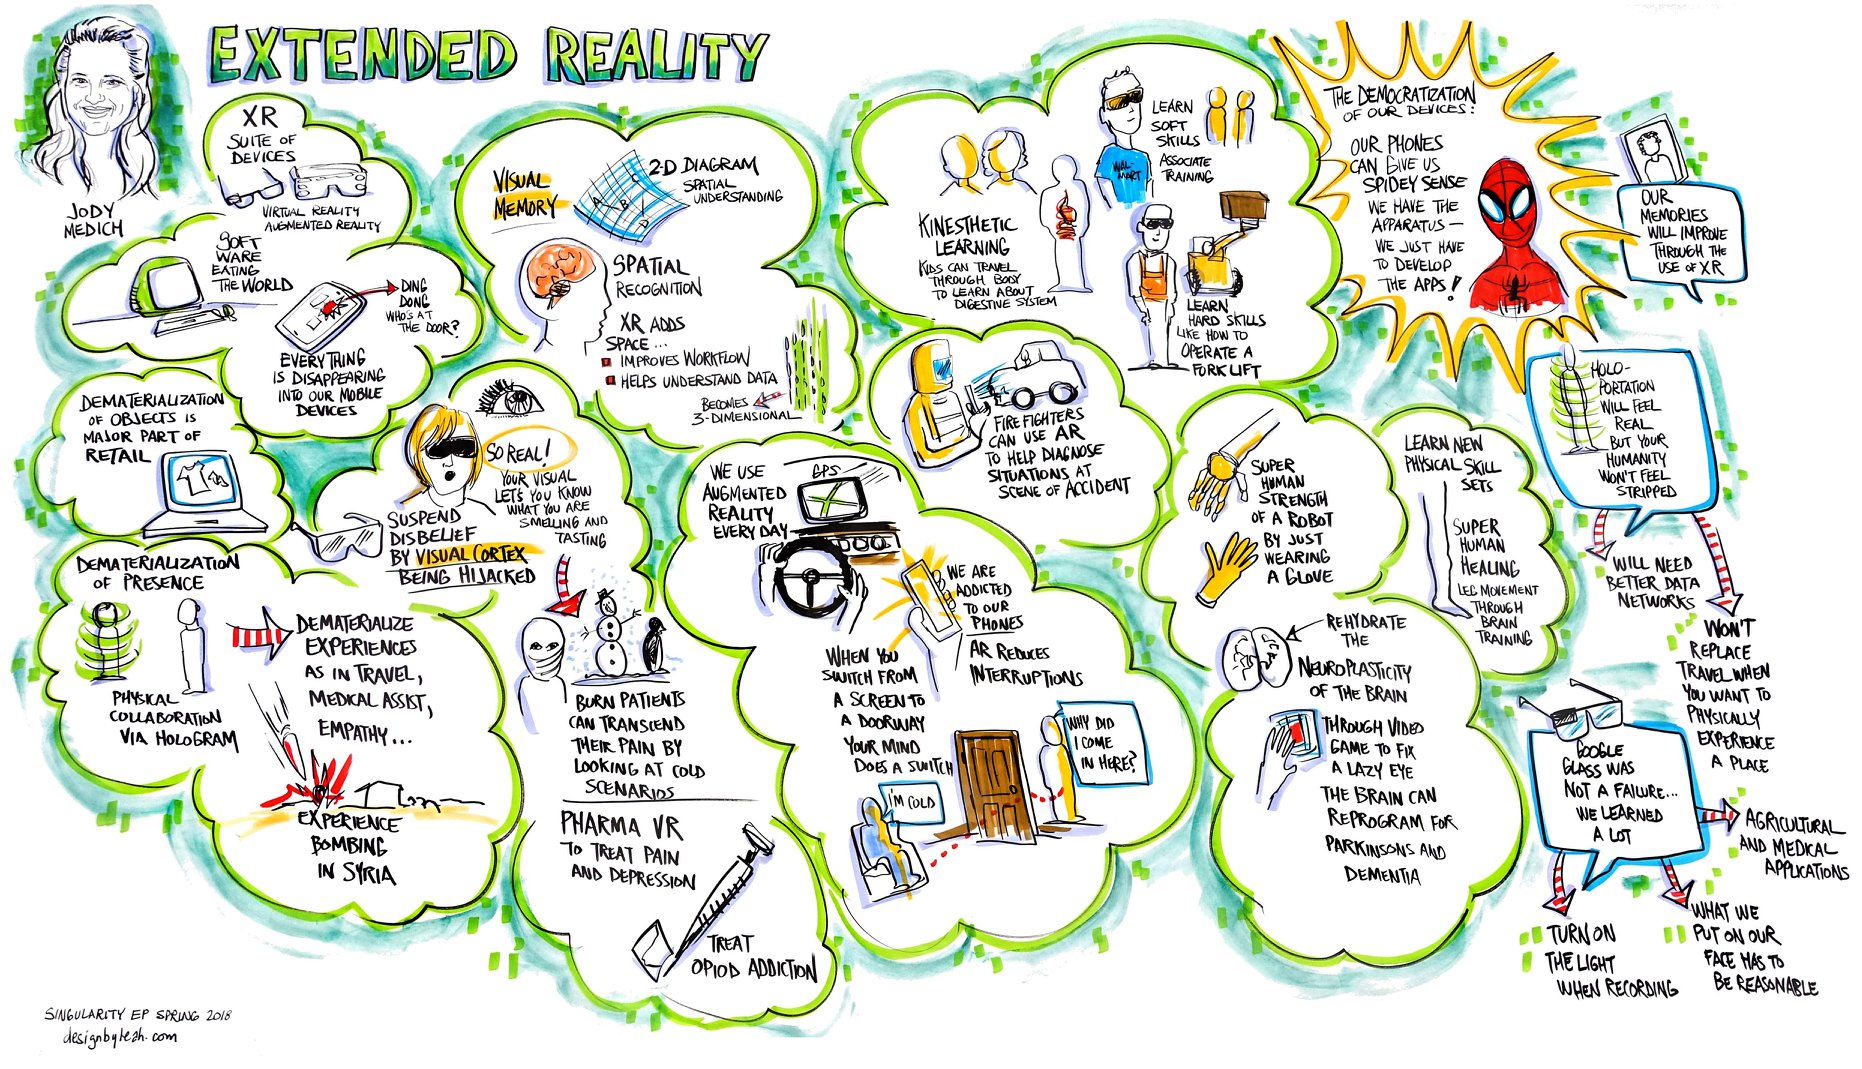 EXTENDED REALITY
JODY
MEDICH
XR
SUITE OF
DEVICES
VIRTUAL REALITY
AUGMENTED REALITY
SOFT
WARE
EATING
THE WORLD
DING
DONG
WHO'S AT
THE DOOR?
EVERYTHING
IS DISAPPEARING
INTO OUR MOBILE
DEVICES
DEMATERIALIZATION
OF OBJECTS IS
MAJOR PART OF
RETAIL
DEMATERIALIZATION
OF PRESENCE
PHYSICAL
COLLABORATION
VIA HOLOGRAM
DEMATERIALIZE
EXPERIENCES
AS IN TRAVEL,
MEDICAL ASSIST,
EMPATHY...
EXPERIENCE
BOMBING
IN SYRIA
VISUAL
MEMORY
A
B
C
D
2-D DIAGRAM
SPATIAL
UNDERSTANDING
SPATIAL
RECOGNITION
XR ADDS
SPACE...
IMPROVES WORKFLOW
HELPS UNDERSTAND DATA
BECOMES
3-DIMENSIONAL
SO REAL!
YOUR VISUAL
LETS YOU KNOW
WHAT YOU ARE
SMELLING AND
TASTING
SUSPEND
DISBELIEF
BY VISUAL CORTEX
BEING HIJACKED
BURN PATIENTS
CAN TRANSCEND
THEIR PAIN BY
LOOKING AT COLD
SCENARIOS
PHARMA VR
TO TREAT PAIN
AND DEPRESSION
TREAT
OPIOD ADDICTION
KINESTHETIC
LEARNING
KIDS CAN TRAVEL
THROUGH BODY
TO LEARN ABOUT
DIGESTIVE SYSTEM
WAL-
MART
LEARN
SOFT
SKILLS
ASSOCIATE
TRAINING
LEARN
HARD SKILLS
LIKE HOW TO
OPERATE A
FORKLIFT
FIRE FIGHTERS
CAN USE AR
TO HELP DIAGNOSE
SITUATIONS AT
SCENE OF ACCIDENT
WE USE
AUGMENTED
REALITY
EVERY DAY
GPS
WE ARE
ADDICTED
TO OUR
PHONES
AR REDUCES
INTERRUPTIONS
WHEN YOU
SWITCH FROM
A SCREEN TO
A DOORWAY
YOUR MIND
DOES A SWITCH
I'M COLD
WHY DID
I COME
IN HERE?
THE DEMOCRATIZATION
OF OUR DEVICES:
OUR PHONES
CAN GIVE US
SPIDEY SENSE
WE HAVE THE
APPARATUS—
WE JUST HAVE
TO DEVELOP
THE APPS!
OUR
MEMORIES
WILL IMPROVE
THROUGH THE
USE OF XR
SUPER
HUMAN
STRENGTH
OF A ROBOT
BY JUST
WEARING
A GLOVE
LEARN NEW
PHYSICAL SKILL
SETS
SUPER
HUMAN
HEALING
LEG MOVEMENT
THROUGH
BRAIN
TRAINING
REHYDRATE
THE
NEUROPLASTICITY
OF THE BRAIN
THROUGH VIDEO
GAME TO FIX
A LAZY EYE
THE BRAIN CAN
REPROGRAM FOR
PARKINSONS AND
DEMENTIA
HOLO-
PORTATION
WILL FEEL
REAL
BUT YOUR
HUMANITY
WON'T FEEL
STRIPPED
WILL NEED
BETTER DATA
NETWORKS
WON'T
REPLACE
TRAVEL WHEN
YOU WANT TO
PHYSICALLY
EXPERIENCE
A PLACE
GOOGLE
GLASS WAS
NOT A FAILURE...
WE LEARNED
A LOT
AGRICULTURAL
AND MEDICAL
APPLICATIONS
TURN ON
THE LIGHT
WHEN RECORDING
WHAT WE
PUT ON OUR
FACE HAS TO
BE REASONABLE
SINGULARITY EP SPRING 2018
designbyleah.com